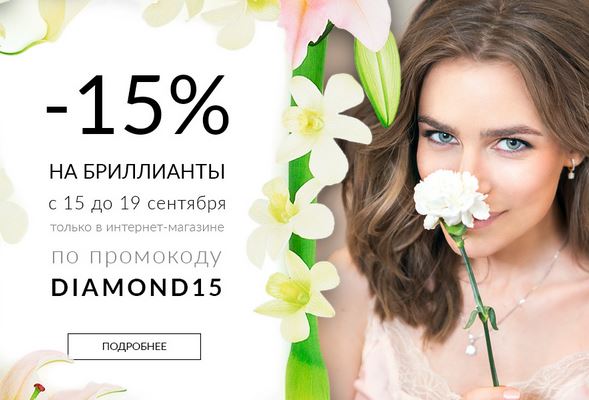 -15%
НА БРИЛЛИАНТЫ
с 15 до 19 сентября
только в интернет-магазине
по промокоду
DIAMOND15
ПОДРОБНЕЕ